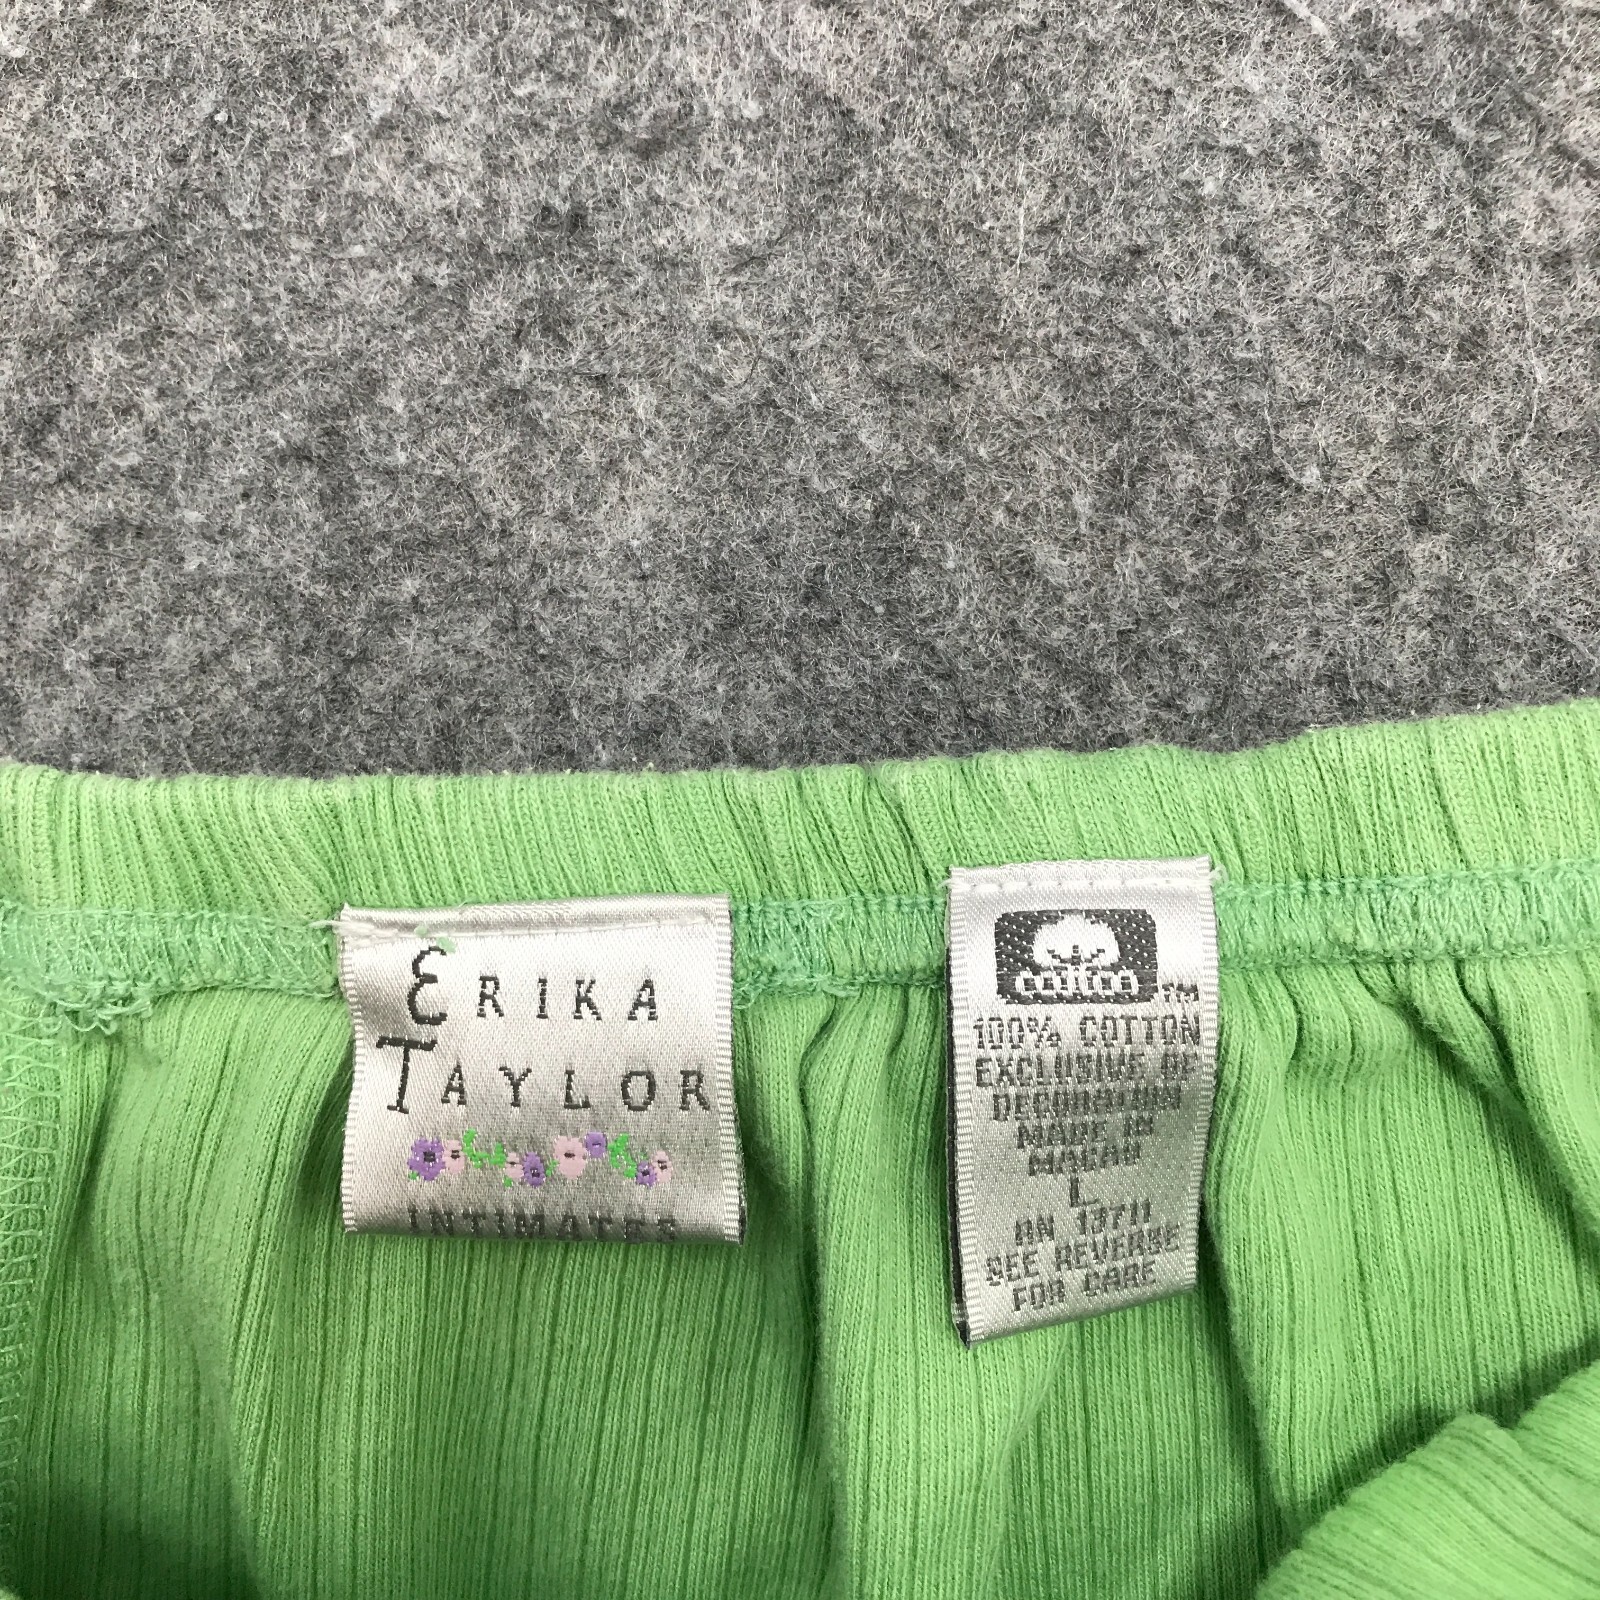 ERIKA
TAYLOR
INTIMATES
cotton
TM
100% COTTON
EXCLUSIVE OF
DECORATION
MADE IN
MACAU
L
RN 13711
SEE REVERSE
FOR CARE